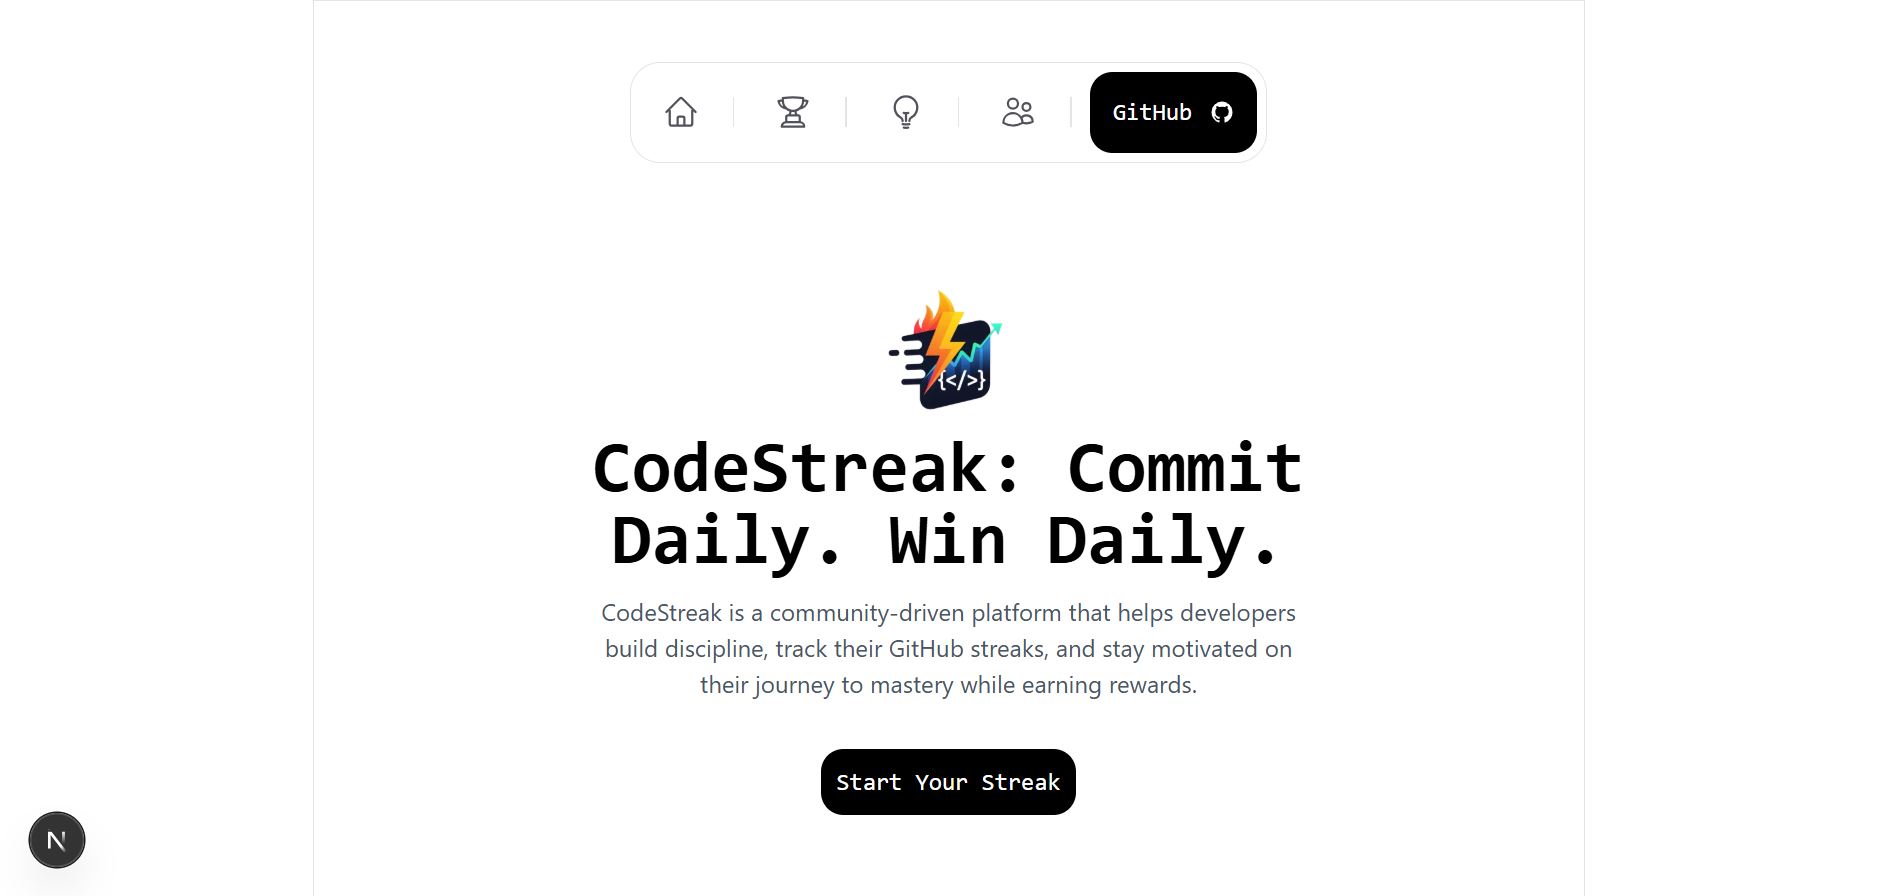 GitHub
{</>}
CodeStreak: Commit
Daily. Win Daily.
CodeStreak is a community-driven platform that helps developers
build discipline, track their GitHub streaks, and stay motivated on
their journey to mastery while earning rewards.
Start Your Streak
N